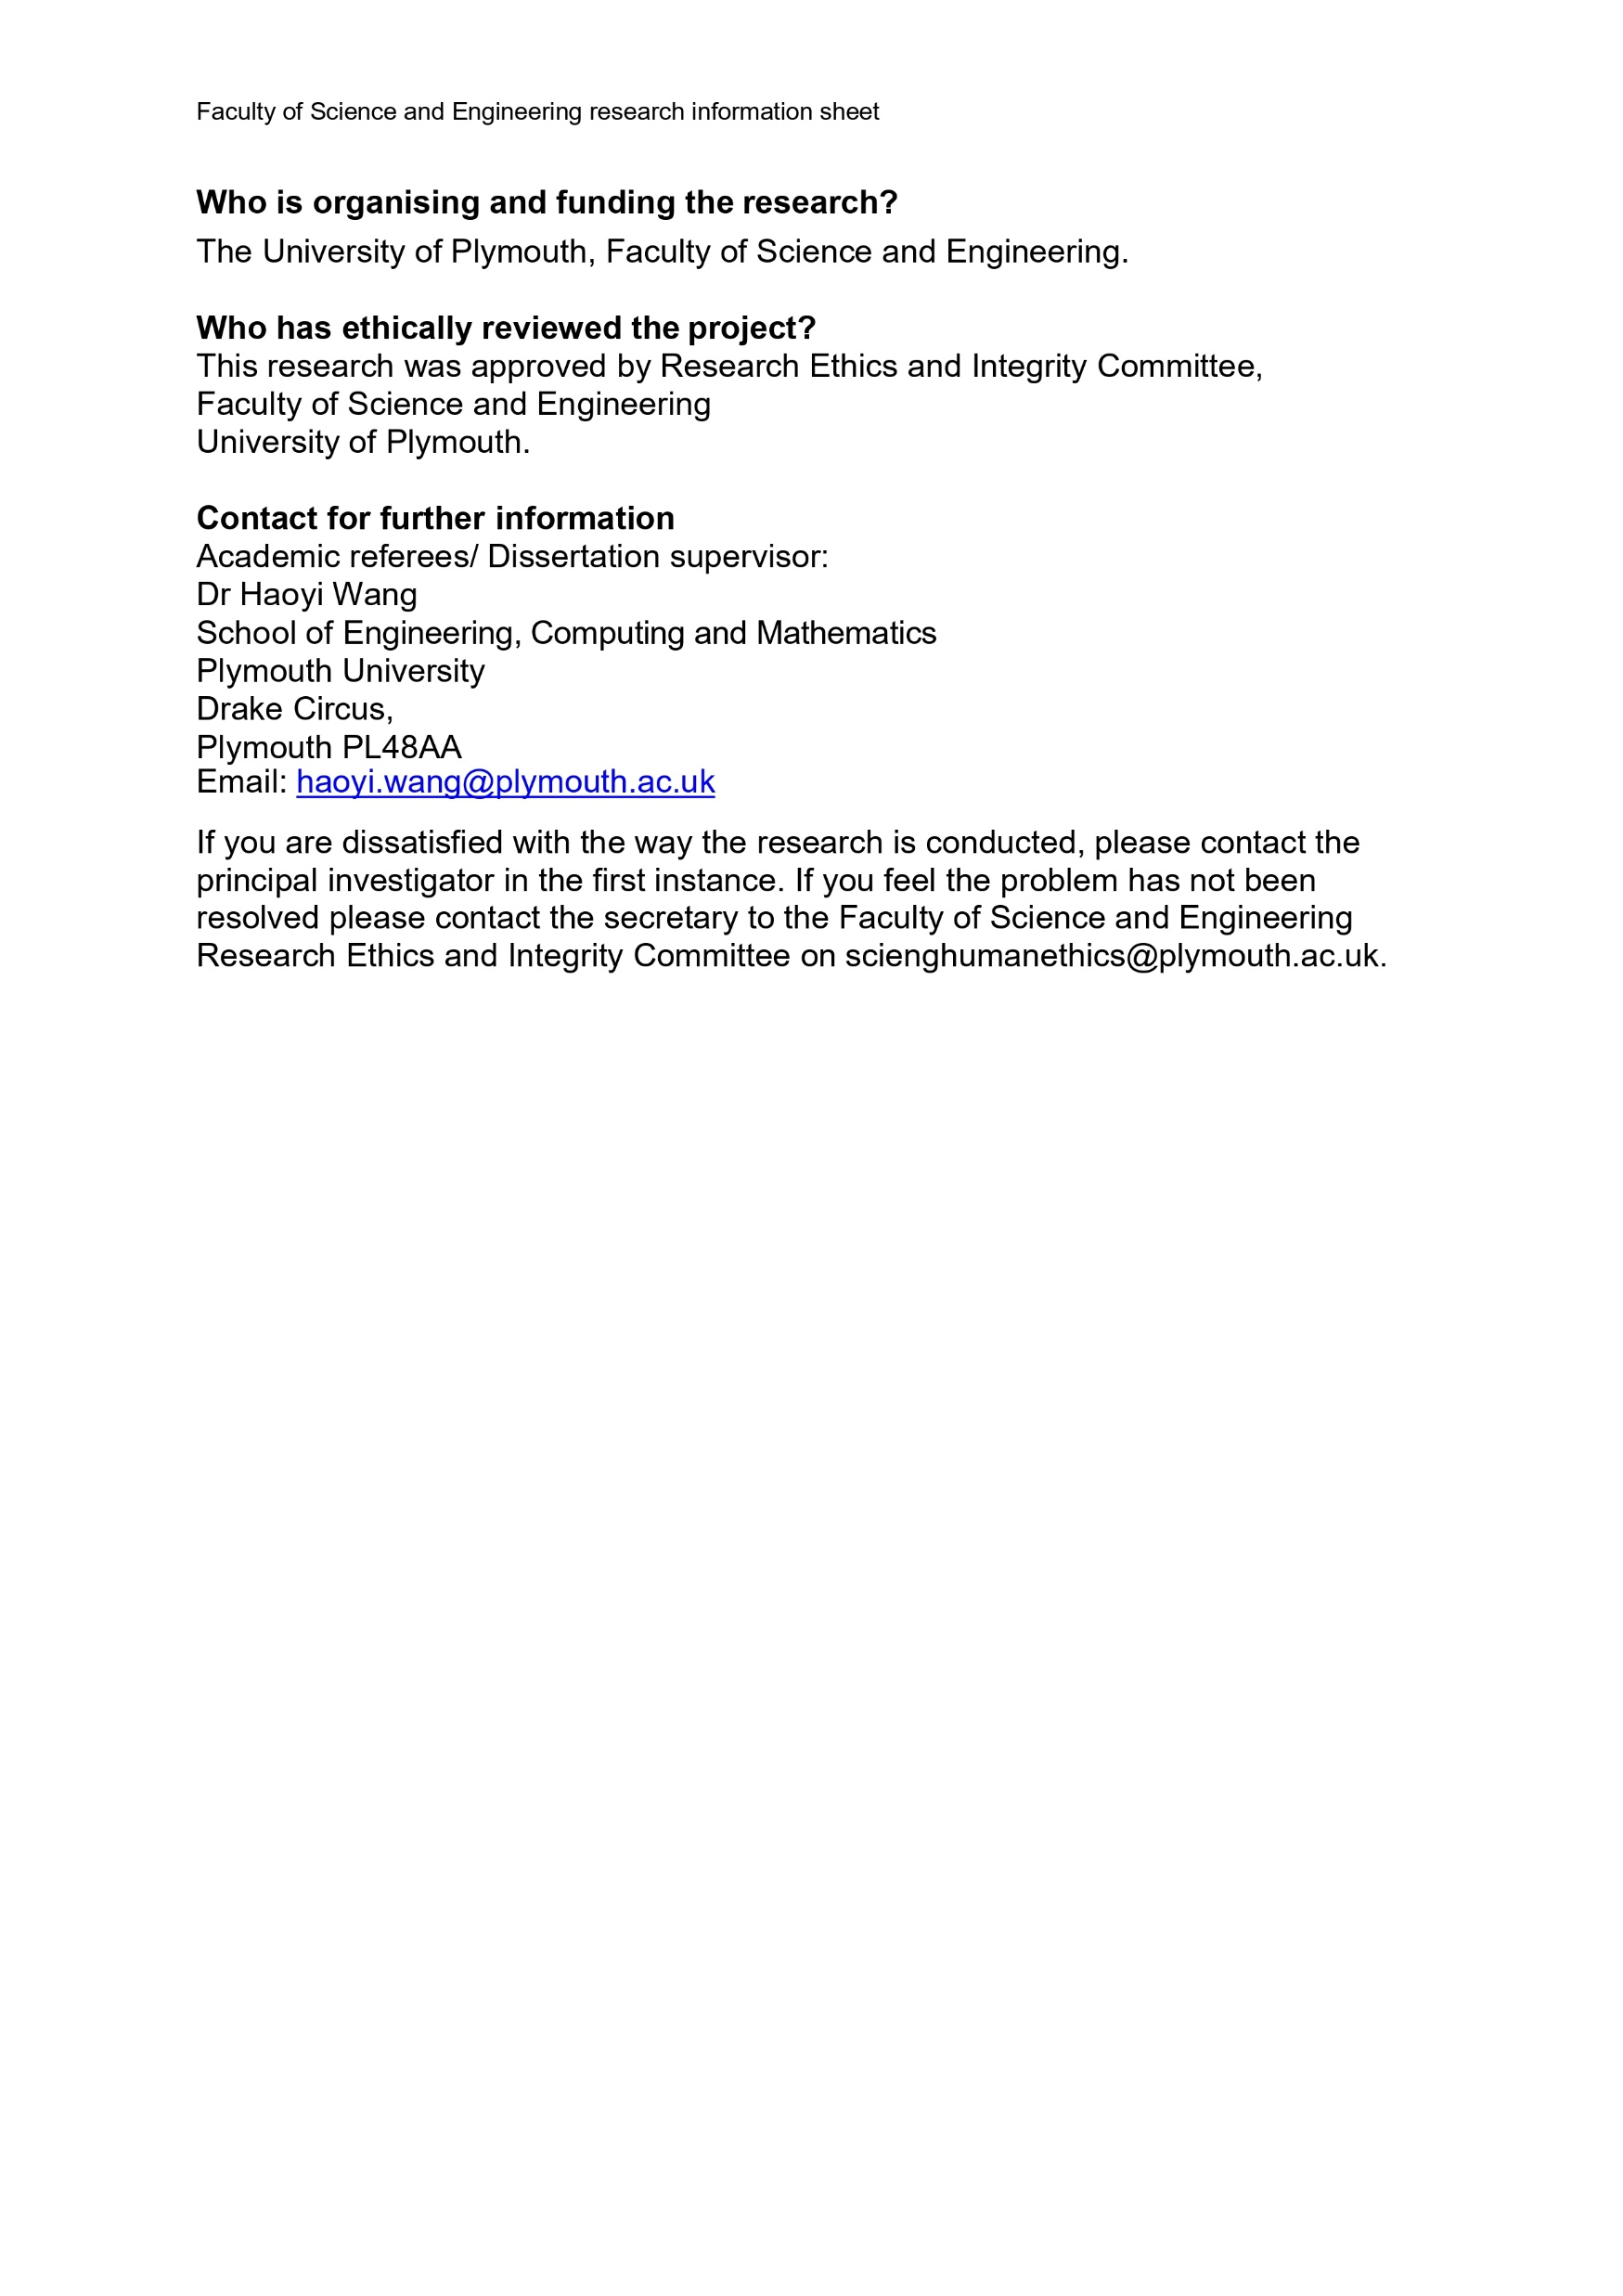 Faculty of Science and Engineering research information sheet
Who is organising and funding the research?
The University of Plymouth, Faculty of Science and Engineering.
Who has ethically reviewed the project?
This research was approved by Research Ethics and Integrity Committee,
Faculty of Science and Engineering
University of Plymouth.
Contact for further information
Academic referees/ Dissertation supervisor:
Dr Haoyi Wang
School of Engineering, Computing and Mathematics
Plymouth University
Drake Circus,
Plymouth PL48AA
Email: haoyi.wang@plymouth.ac.uk
If you are dissatisfied with the way the research is conducted, please contact the
principal investigator in the first instance. If you feel the problem has not been
resolved please contact the secretary to the Faculty of Science and Engineering
Research Ethics and Integrity Committee on scienghumanethics@plymouth.ac.uk.